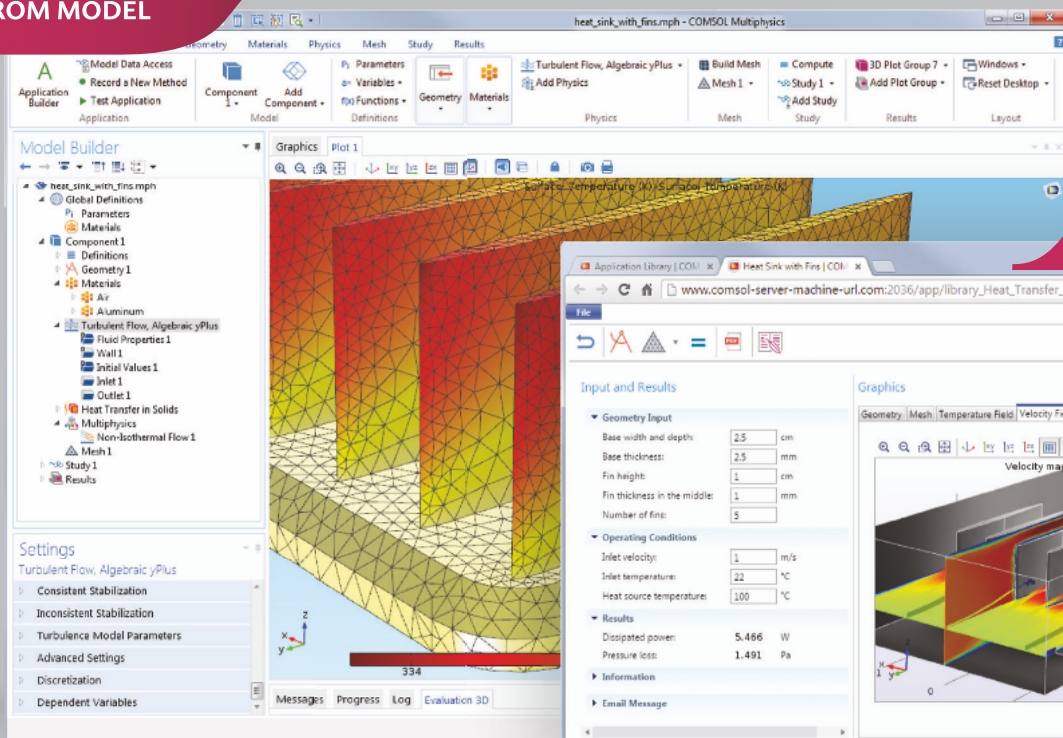 ROM MODEL
heat_sink_with_fins.mph - COMSOL Multiphysics
eometry Materials Physics Mesh Study Results
Application Builder
Model Data Access
Record a New Method
Test Application
Application
Component 1
Add Component
Model
Pi Parameters
a= Variables
f(x) Functions
Definitions
Geometry
Materials
Turbulent Flow, Algebraic yPlus
Add Physics
Physics
Build Mesh
Mesh 1
Mesh
Compute
Study 1
Add Study
Study
3D Plot Group 7
Add Plot Group
Results
Windows
Reset Desktop
Layout
Model Builder
heat_sink_with_fins.mph
Global Definitions
Pi Parameters
Materials
Component 1
Definitions
Geometry 1
Materials
Air
Aluminum
Turbulent Flow, Algebraic yPlus
Fluid Properties 1
Wall 1
Initial Values 1
Inlet 1
Outlet 1
Heat Transfer in Solids
Multiphysics
Non-Isothermal Flow 1
Mesh 1
Study 1
Results
Settings
Turbulent Flow, Algebraic yPlus
Consistent Stabilization
Inconsistent Stabilization
Turbulence Model Parameters
Advanced Settings
Discretization
Dependent Variables
Graphics Plot 1
Surface: Temperature (K) Surface: Temperature (K)
z
x
y
334
Messages Progress Log Evaluation 3D
Application Library | COM
Heat Sink with Fins | COM
www.comsol-server-machine-url.com:2036/app/library_Heat_Transfer_
File
PDF
Input and Results
Geometry Input
Base width and depth: 2.5 cm
Base thickness: 2.5 mm
Fin height: 1 cm
Fin thickness in the middle: 1 mm
Number of fins: 5
Operating Conditions
Inlet velocity: 1 m/s
Inlet temperature: 22 °C
Heat source temperature: 100 °C
Results
Dissipated power: 5.466 W
Pressure loss: 1.491 Pa
Information
Email Message
Graphics
Geometry Mesh Temperature Field Velocity Fie
Velocity mag
z
x
1 y
0